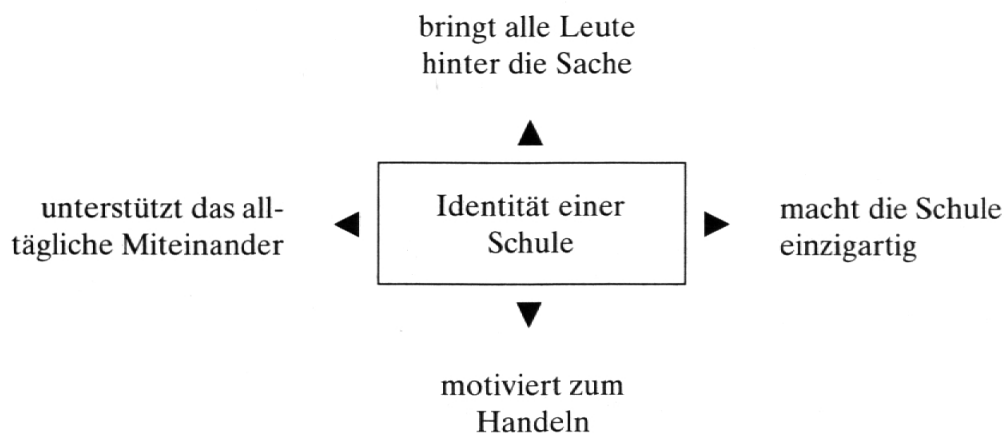 bringt alle Leute
hinter die Sache
unterstützt das all-
tägliche Miteinander
Identität einer
Schule
macht die Schule
einzigartig
motiviert zum
Handeln